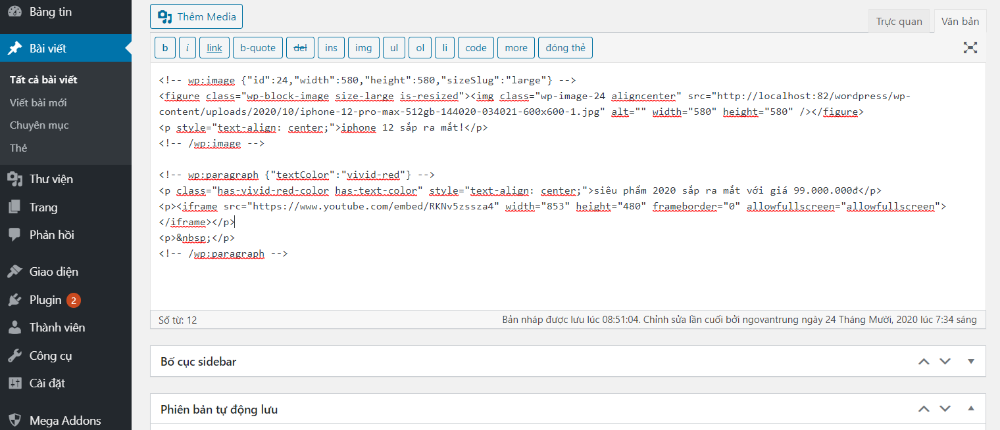 Bảng tin
Bài viết
Tất cả bài viết
Viết bài mới
Chuyên mục
Thẻ
Thư viện
Trang
Phản hồi
Giao diện
Plugin 2
Thành viên
Công cụ
Cài đặt
Mega Addons
Thêm Media
Trực quan Văn bản
b i link b-quote del ins img ul ol li code more đóng thẻ
<!-- wp:image {"id":24,"width":580,"height":580,"sizeSlug":"large"} -->
<figure class="wp-block-image size-large is-resized"><img class="wp-image-24 aligncenter" src="http://localhost:82/wordpress/wp-
content/uploads/2020/10/iphone-12-pro-max-512gb-144020-034021-600x600-1.jpg" alt="" width="580" height="580" /></figure>
<p style="text-align: center;">iphone 12 sắp ra mắt!</p>
<!-- /wp:image -->
<!-- wp:paragraph {"textColor":"vivid-red"} -->
<p class="has-vivid-red-color has-text-color" style="text-align: center;">siêu phẩm 2020 sắp ra mắt với giá 99.000.000đ</p>
<p><iframe src="https://www.youtube.com/embed/RKNv5zssza4" width="853" height="480" frameborder="0" allowfullscreen="allowfullscreen">
</iframe></p>
<p>&nbsp;</p>
<!-- /wp:paragraph -->
Số từ: 12
Bản nháp được lưu lúc 08:51:04. Chỉnh sửa lần cuối bởi ngovantrung ngày 24 Tháng Mười, 2020 lúc 7:34 sáng
Bố cục sidebar
Phiên bản tự động lưu